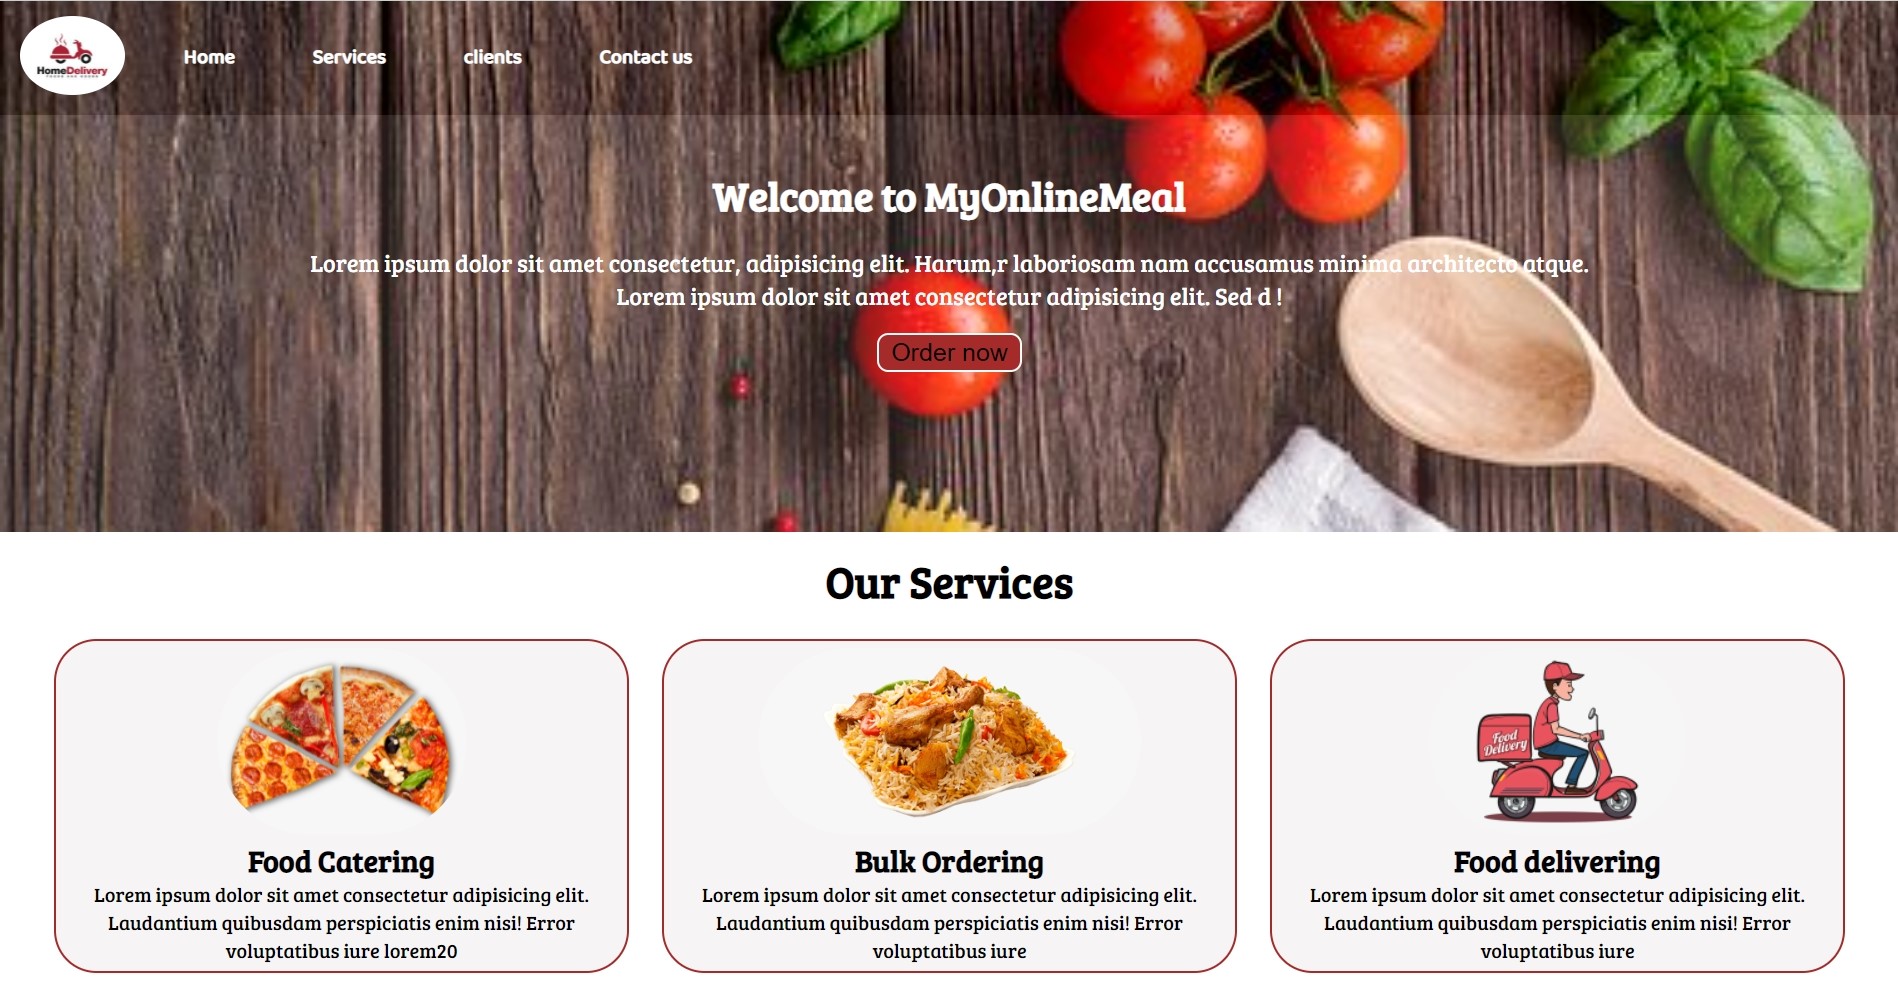 HomeDelivery
Home
Services
clients
Contact us
Welcome to MyOnlineMeal
Lorem ipsum dolor sit amet consectetur, adipisicing elit. Harum,r laboriosam nam accusamus minima architecto atque.
Lorem ipsum dolor sit amet consectetur adipisicing elit. Sed d !
Order now
Our Services
Food
Delivery
Food Catering
Lorem ipsum dolor sit amet consectetur adipisicing elit.
Laudantium quibusdam perspiciatis enim nisi! Error
voluptatibus iure lorem20
Bulk Ordering
Lorem ipsum dolor sit amet consectetur adipisicing elit.
Laudantium quibusdam perspiciatis enim nisi! Error
voluptatibus iure
Food delivering
Lorem ipsum dolor sit amet consectetur adipisicing elit.
Laudantium quibusdam perspiciatis enim nisi! Error
voluptatibus iure